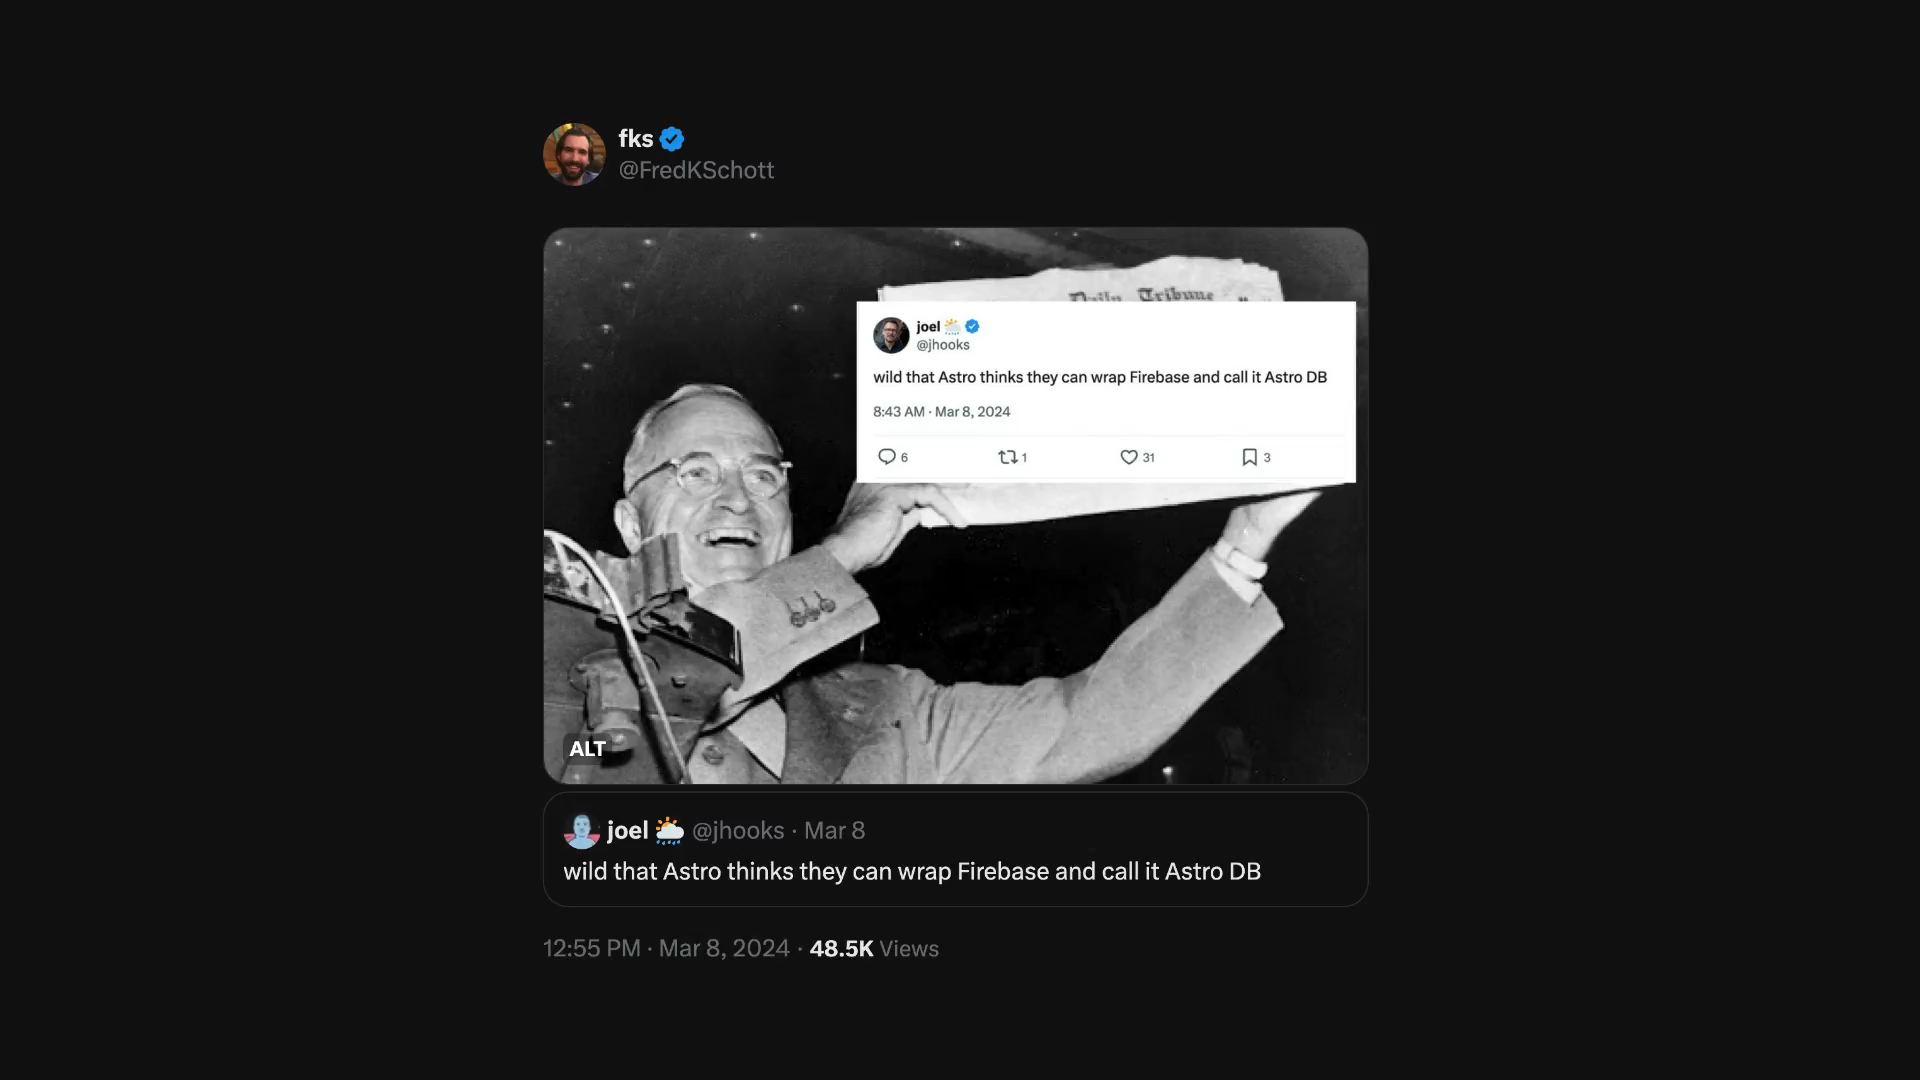 fks
@FredKSchott
Daily Tribune
joel
@jhooks
wild that Astro thinks they can wrap Firebase and call it Astro DB
8:43 AM · Mar 8, 2024
6 1 31 3
ALT
joel @jhooks · Mar 8
wild that Astro thinks they can wrap Firebase and call it Astro DB
12:55 PM · Mar 8, 2024 · 48.5K Views